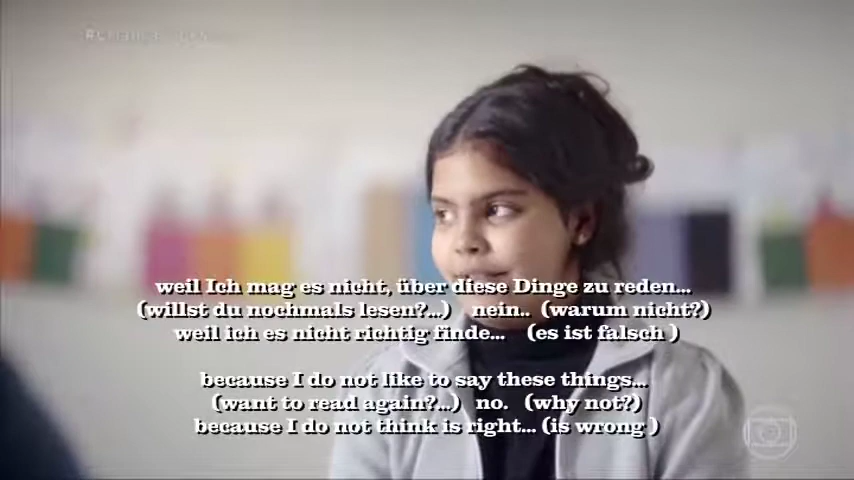 weil Ich mag es nicht, über diese Dinge zu reden...
(willst du nochmals lesen?...) nein.. (warum nicht?)
weil ich es nicht richtig finde... (es ist falsch )
because I do not like to say these things...
(want to read again?...) no. (why not?)
because I do not think is right... (is wrong )